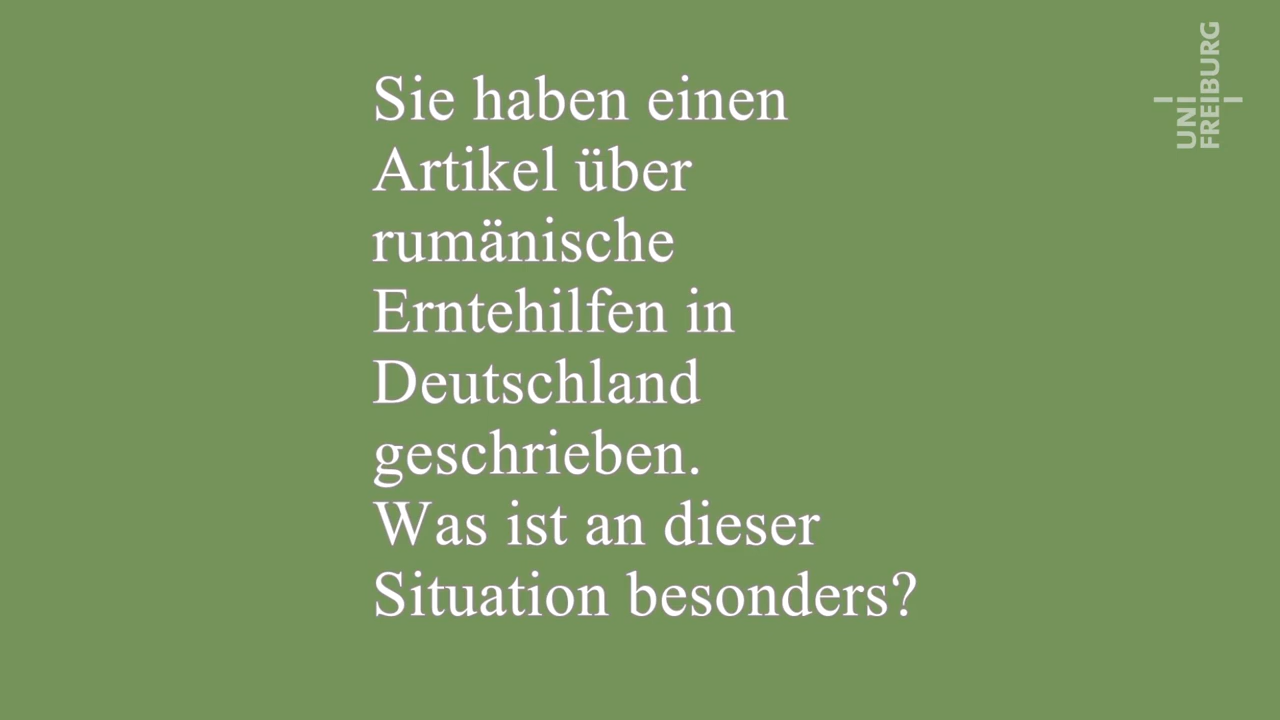 Sie haben einen
Artikel über
rumänische
Erntehilfen in
Deutschland
geschrieben.
Was ist an dieser
Situation besonders?
UNI
FREIBURG